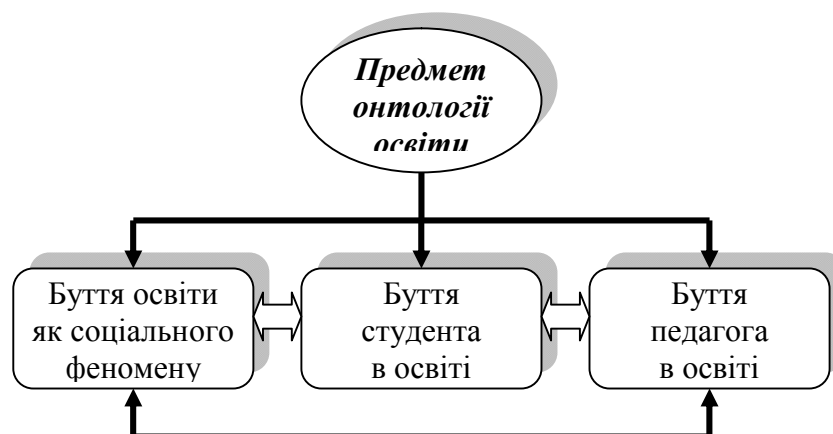 Предмет
онтології
освіти
Буття освіти
як соціального
феномену
Буття
студента
в освіті
Буття
педагога
в освіті